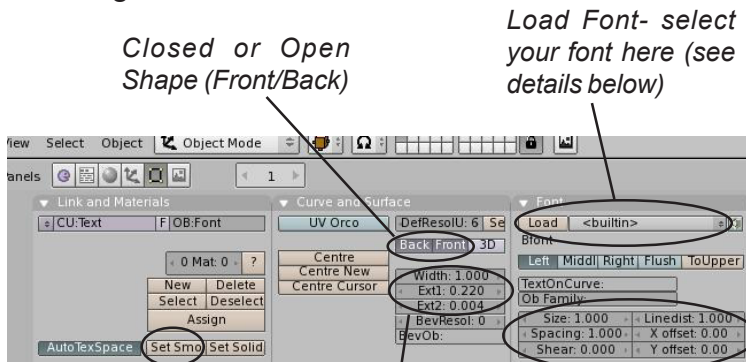 Load Font- select
your font here (see
details below)
Closed or Open
Shape (Front/Back)
View Select Object Object Mode
Panels 1
Link and Materials
CU:Text F OB:Font
0 Mat: 0 ?
New Delete
Select Deselect
Assign
AutoTexSpace Set Smo Set Solid
Curve and Surface
UV Orco DefResolU: 6 Se
Back Front 3D
Centre
Centre New
Centre Cursor
Width: 1.000
Ext1: 0.220
Ext2: 0.004
BevResol: 0
BevOb:
Font
Load <builtin>
Bfont
Left Middl Right Flush ToUpper
TextOnCurve:
Ob Family:
Size: 1.000 Linedist: 1.000
Spacing: 1.000 X offset: 0.00
Shear: 0.000 Y offset: 0.00